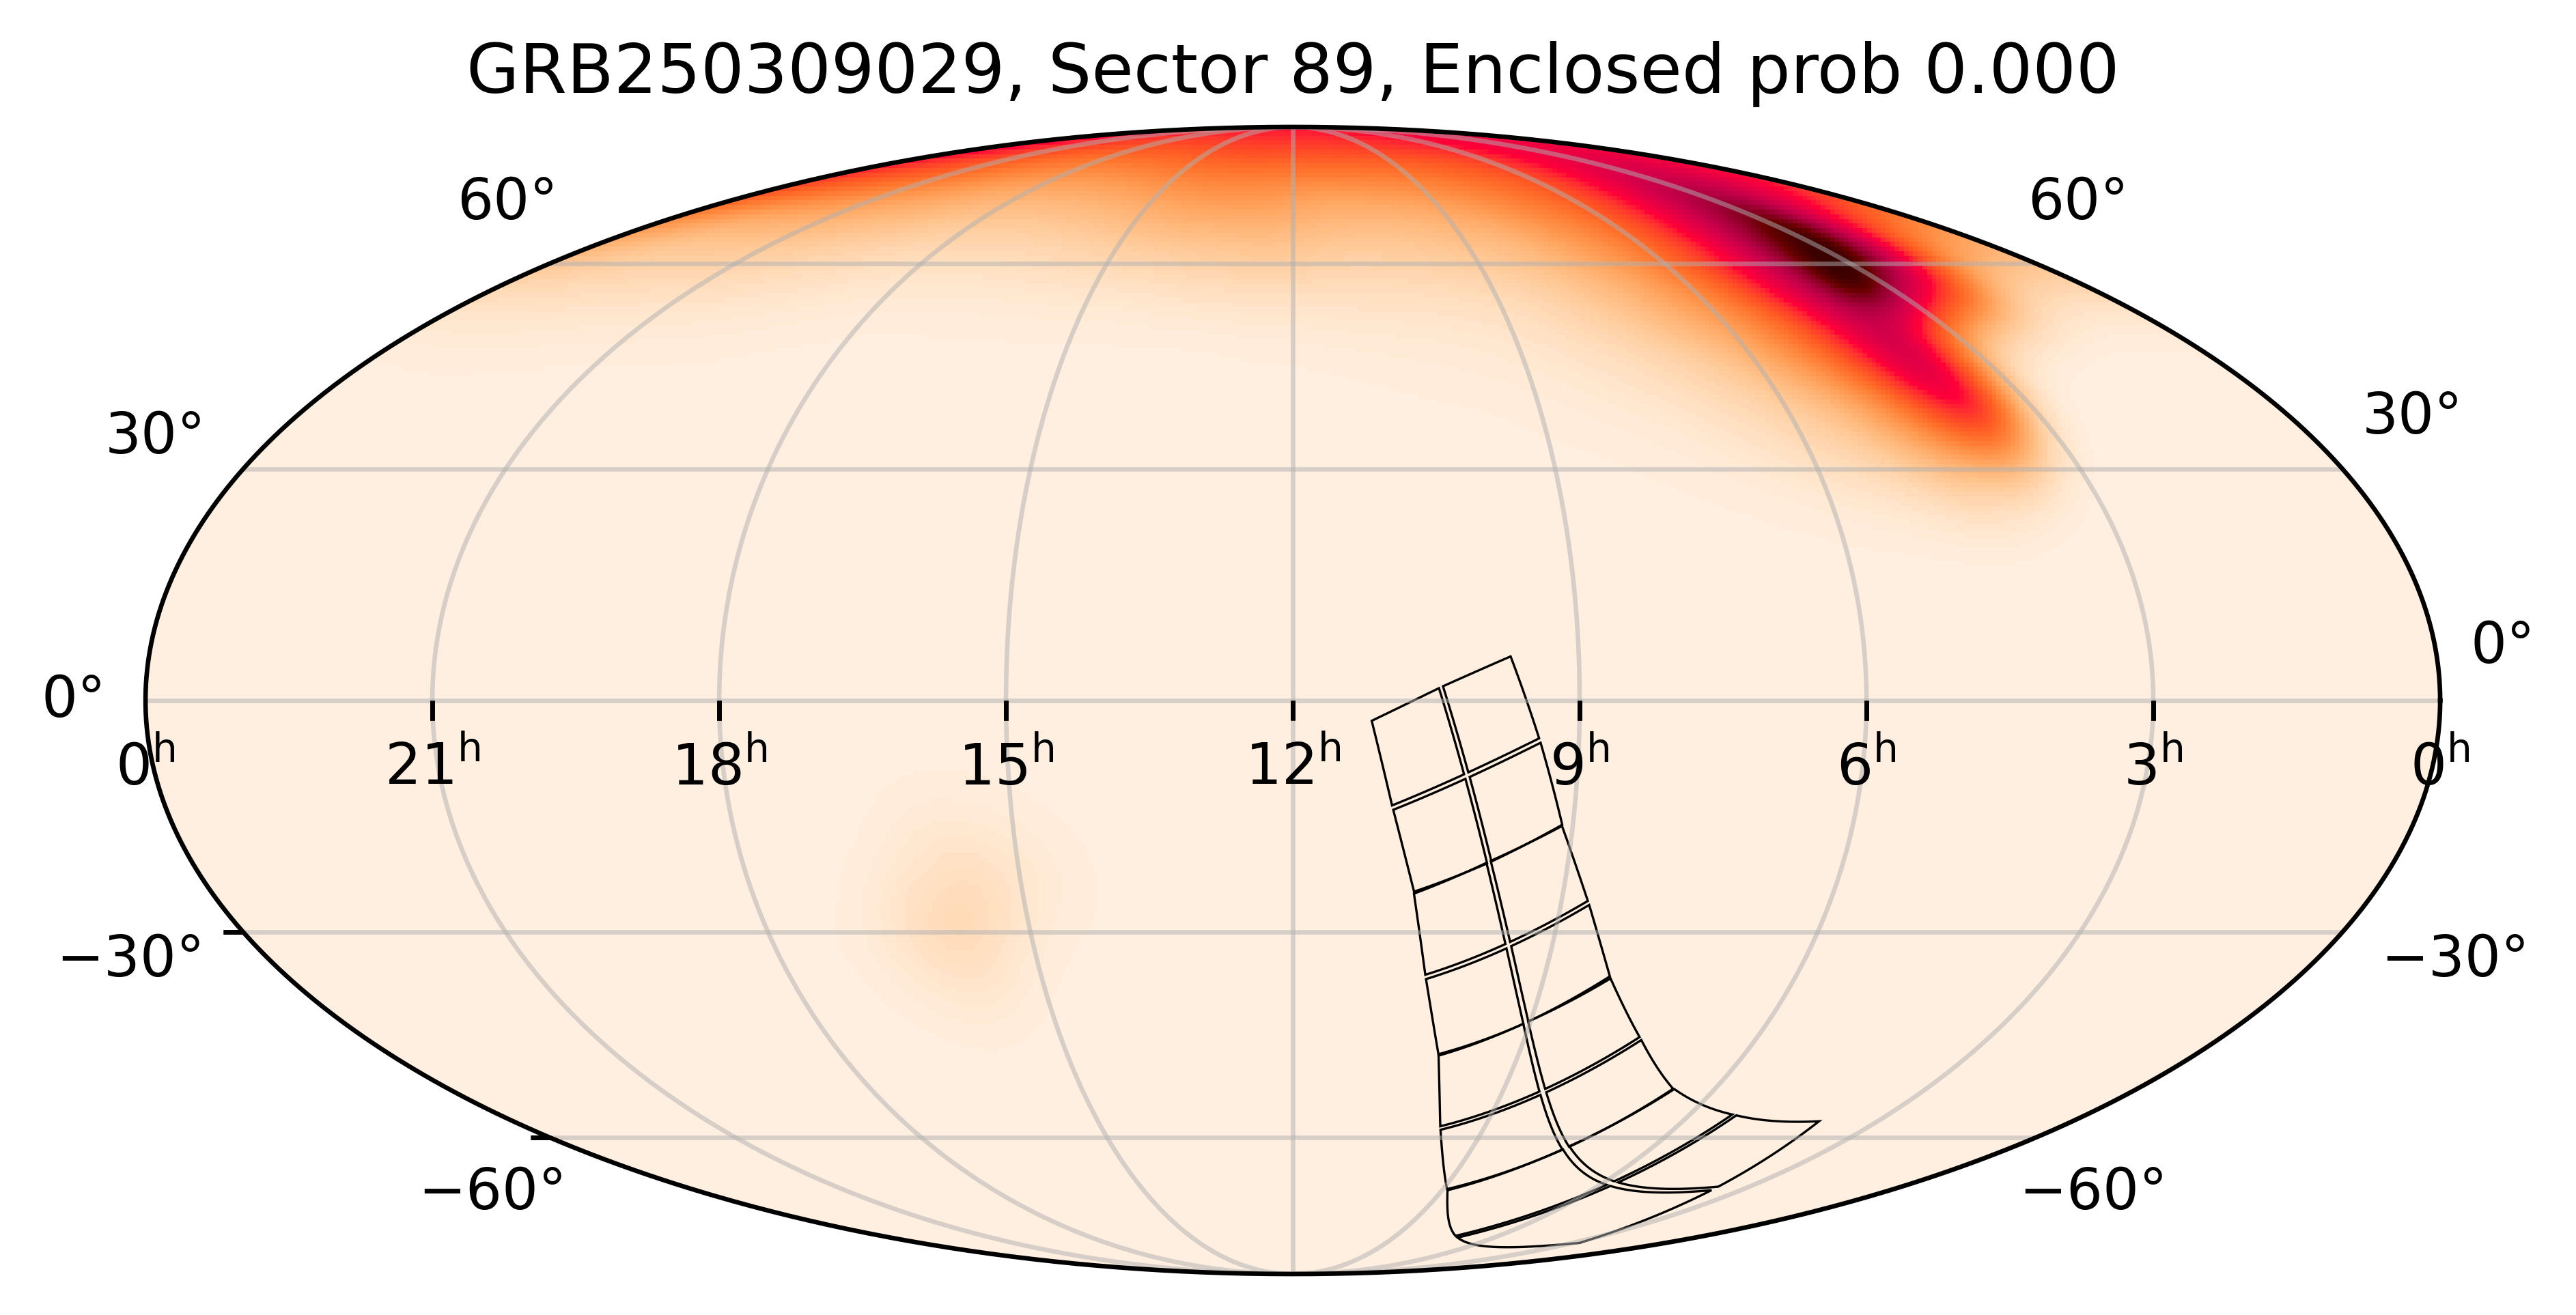 GRB250309029, Sector 89, Enclosed prob 0.000
60° 60°
30° 30°
0° 0°
0ʰ 21ʰ 18ʰ 15ʰ 12ʰ 9ʰ 6ʰ 3ʰ 0ʰ
−30° −30°
−60° −60°